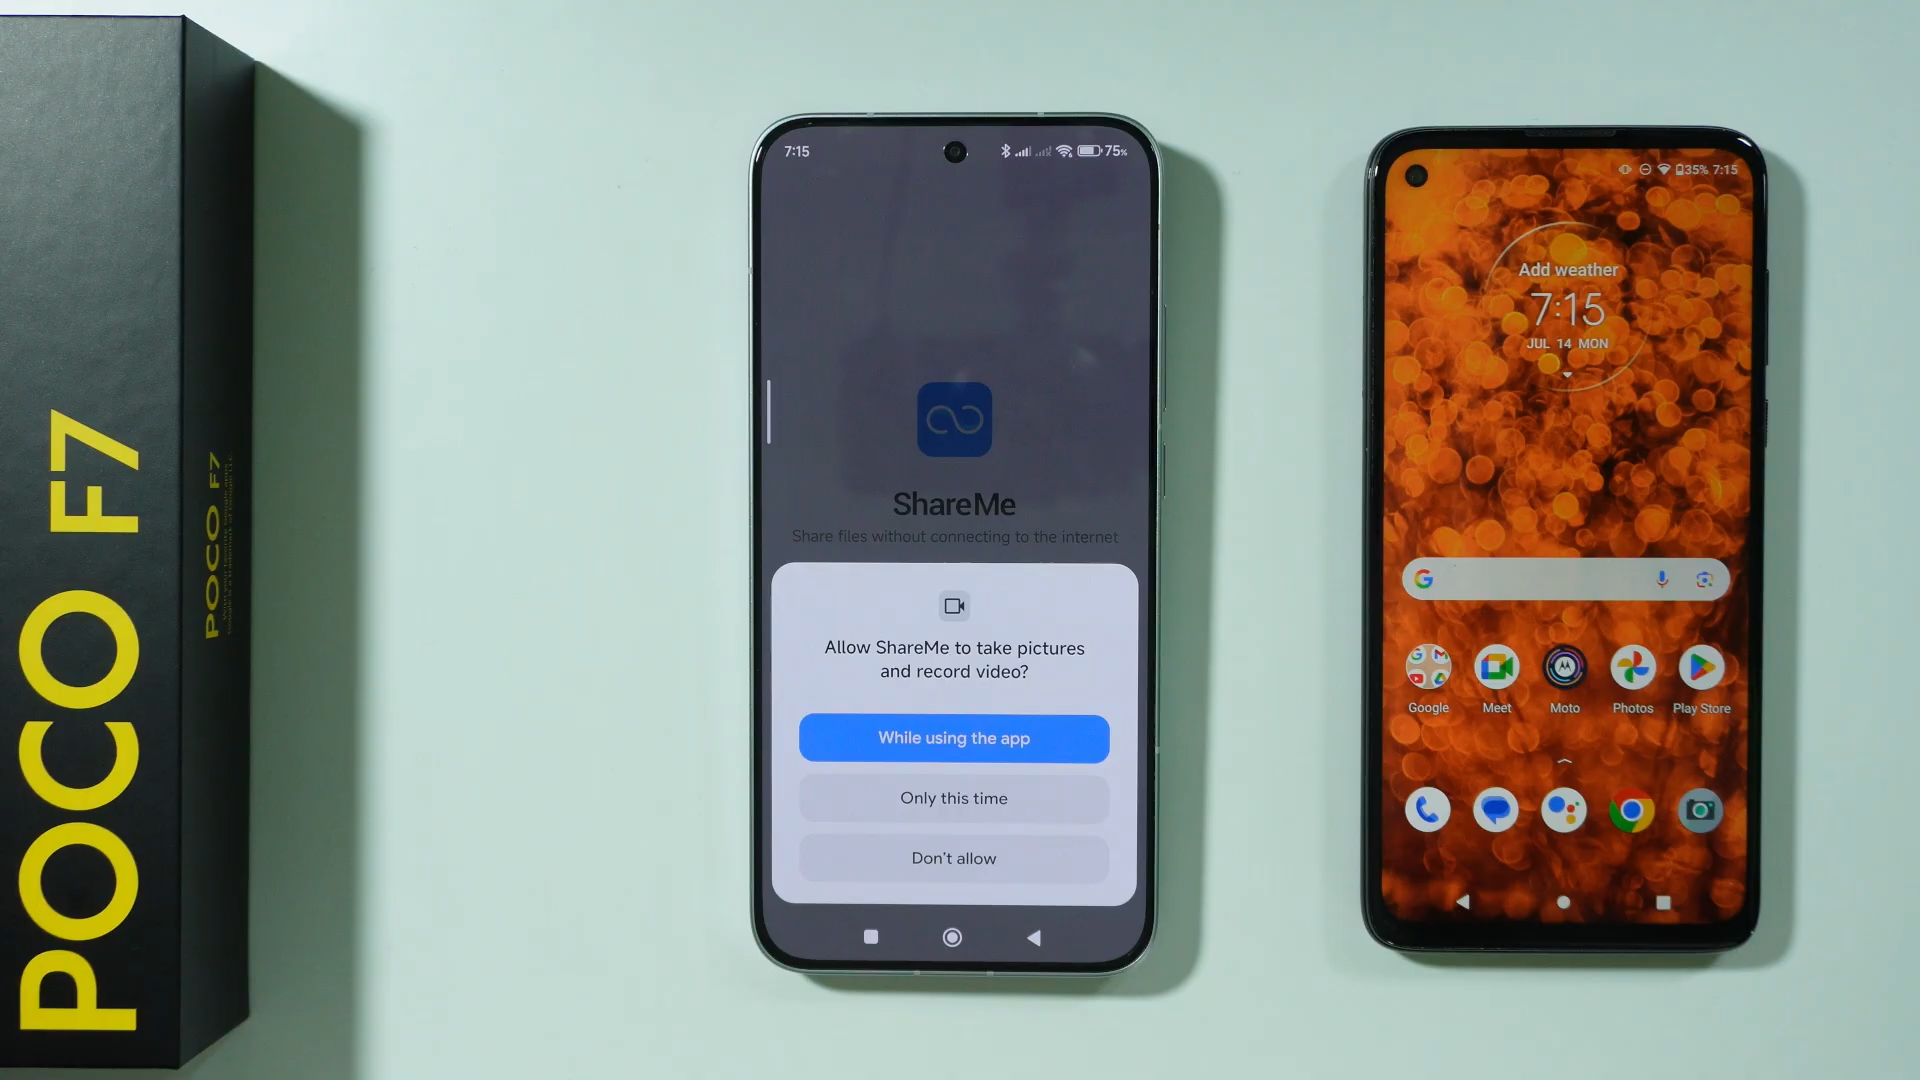 POCO F7
POCO F7
7:15
75%
ShareMe
Share files without connecting to the internet
Allow ShareMe to take pictures
and record video?
While using the app
Only this time
Don't allow
35% 7:15
Add weather
7:15
JUL 14 MON
Google
Meet
Moto
Photos
Play Store